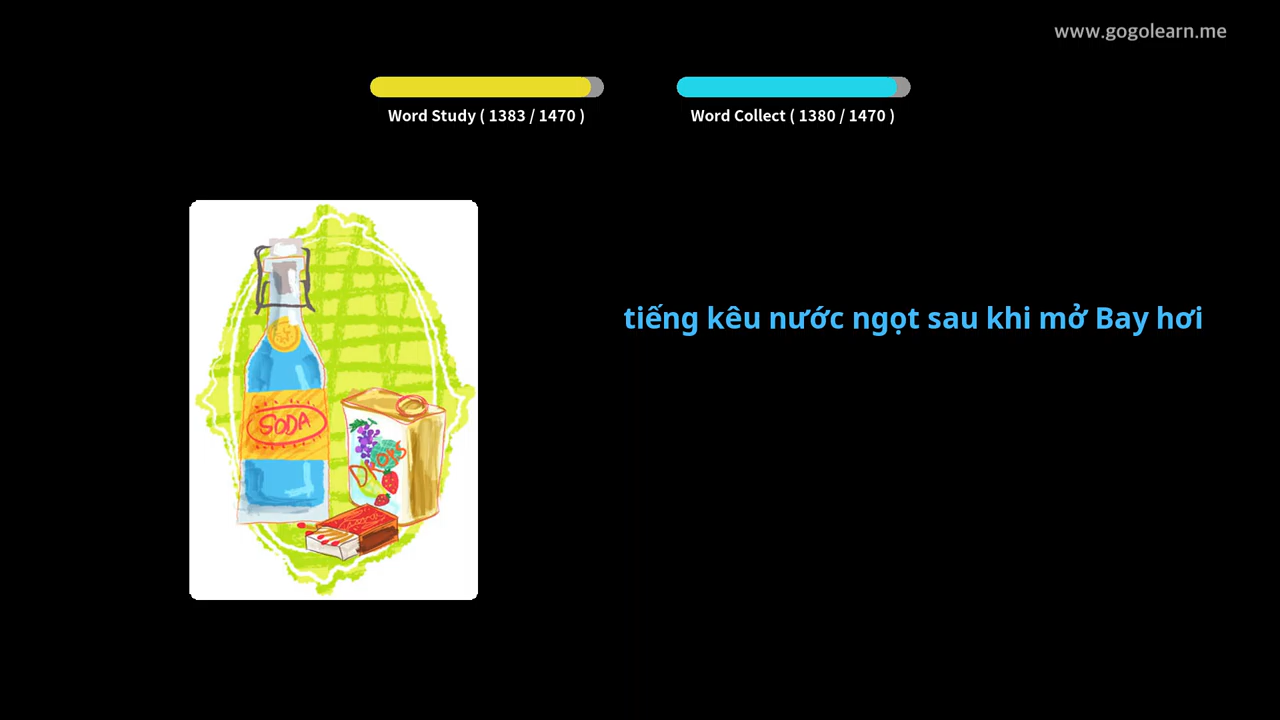 www.gogolearn.me
Word Study ( 1383 / 1470 )
Word Collect ( 1380 / 1470 )
tiếng kêu nước ngọt sau khi mở Bay hơi
SODA
Drops